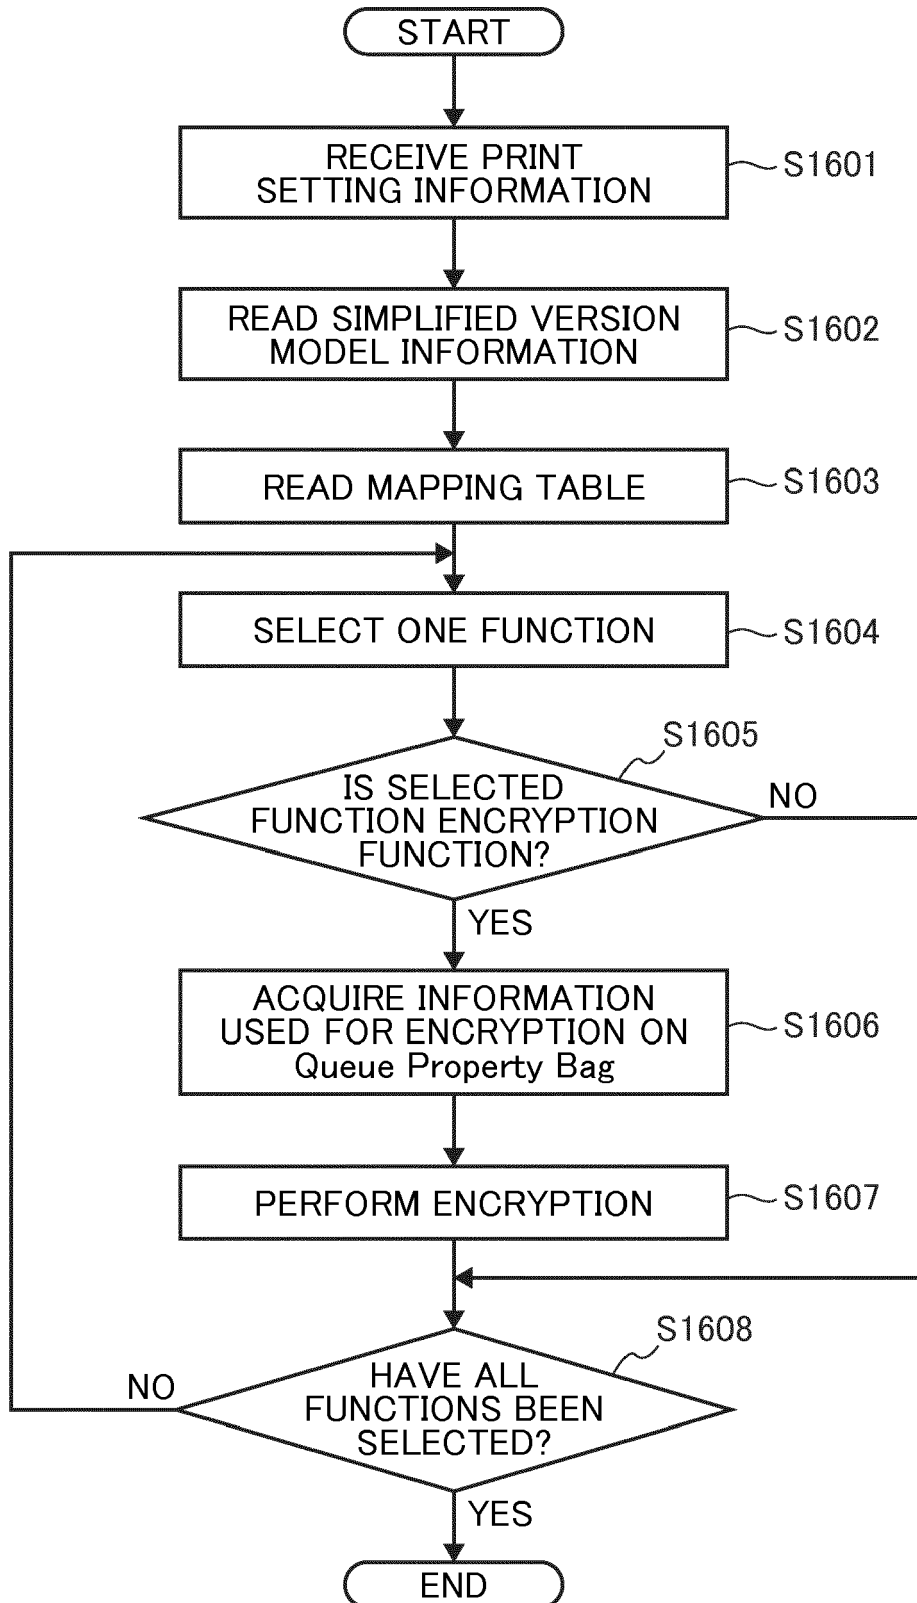 START
RECEIVE PRINT
SETTING INFORMATION
S1601
READ SIMPLIFIED VERSION
MODEL INFORMATION
S1602
READ MAPPING TABLE
S1603
SELECT ONE FUNCTION
S1604
S1605
IS SELECTED
FUNCTION ENCRYPTION
FUNCTION?
NO
YES
ACQUIRE INFORMATION
USED FOR ENCRYPTION ON
Queue Property Bag
S1606
PERFORM ENCRYPTION
S1607
S1608
HAVE ALL
FUNCTIONS BEEN
SELECTED?
NO
YES
END